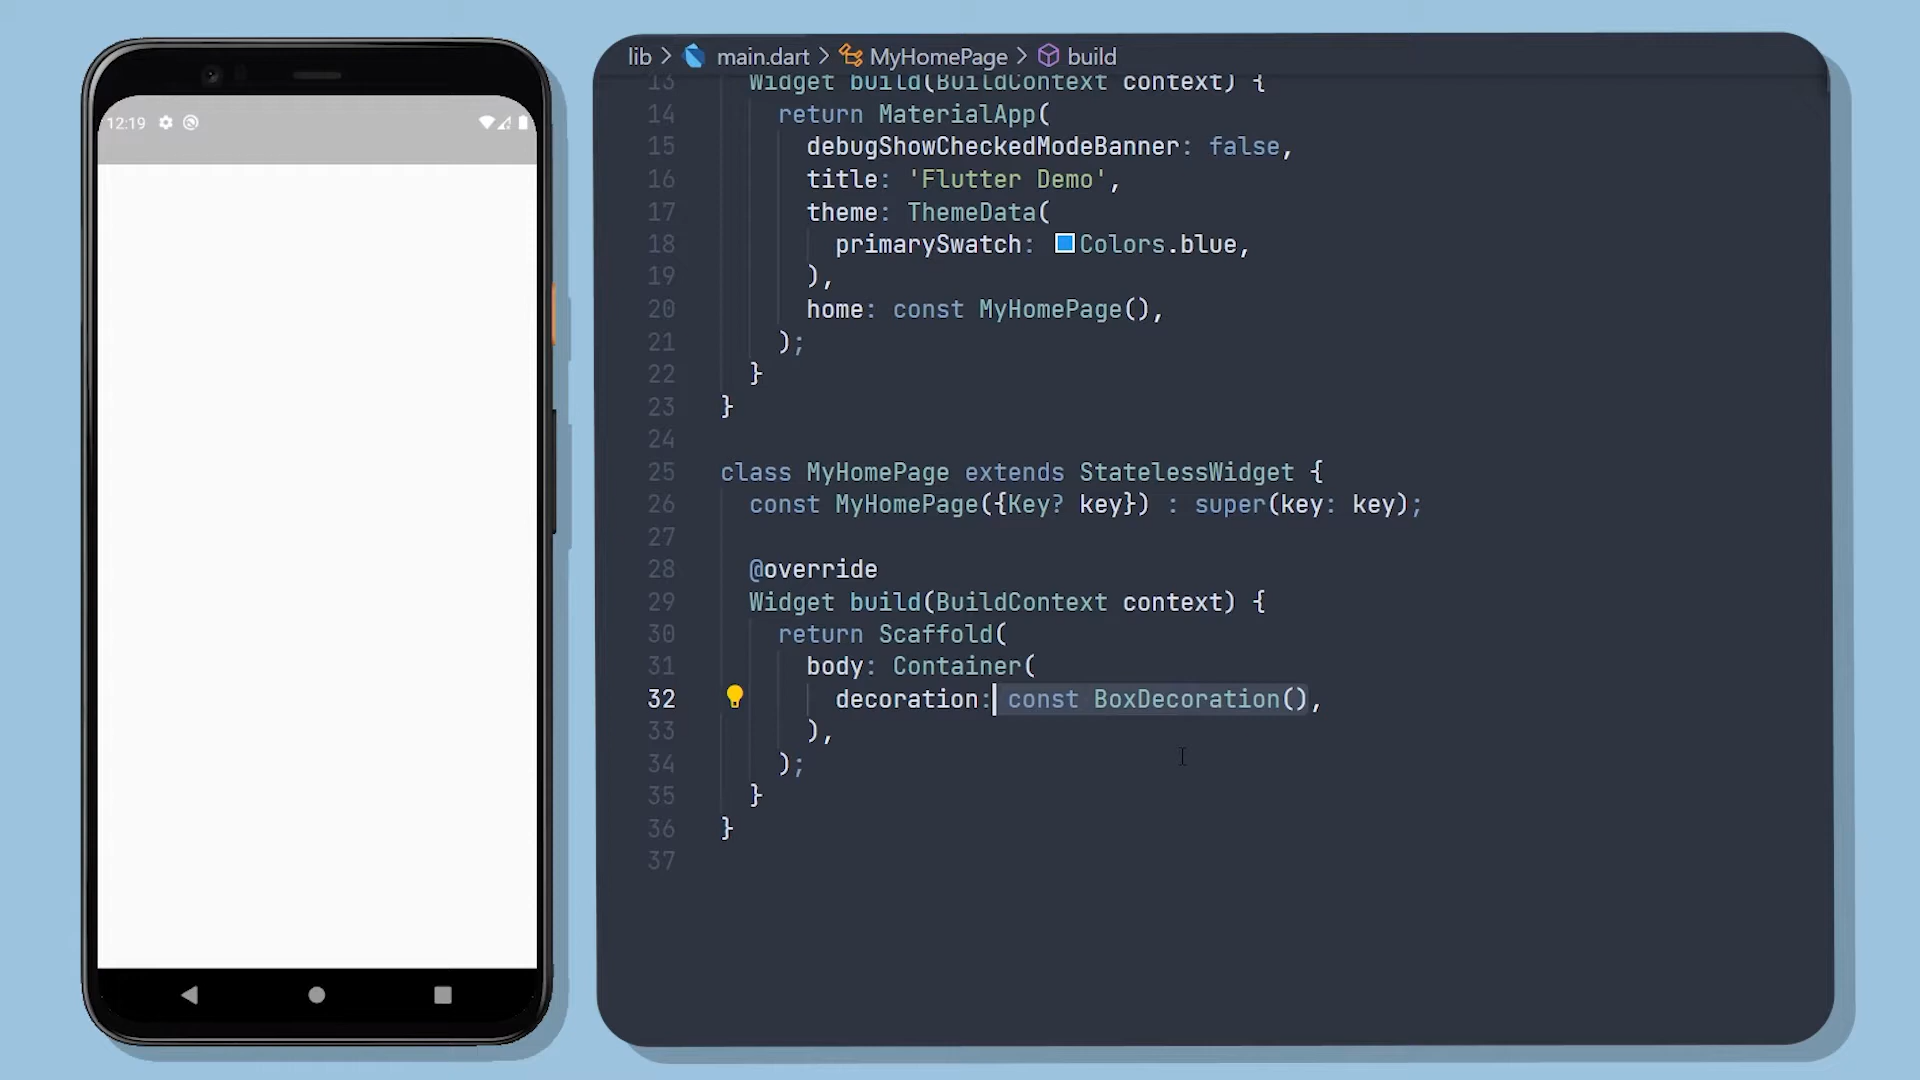 12:19
lib > main.dart > MyHomePage > build
13 Widget build(BuildContext context) {
14 return MaterialApp(
15 debugShowCheckedModeBanner: false,
16 title: 'Flutter Demo',
17 theme: ThemeData(
18 primarySwatch: Colors.blue,
19 ),
20 home: const MyHomePage(),
21 );
22 }
23 }
24
25 class MyHomePage extends StatelessWidget {
26 const MyHomePage({Key? key}) : super(key: key);
27
28 @override
29 Widget build(BuildContext context) {
30 return Scaffold(
31 body: Container(
32 decoration: const BoxDecoration(),
33 ),
34 );
35 }
36 }
37